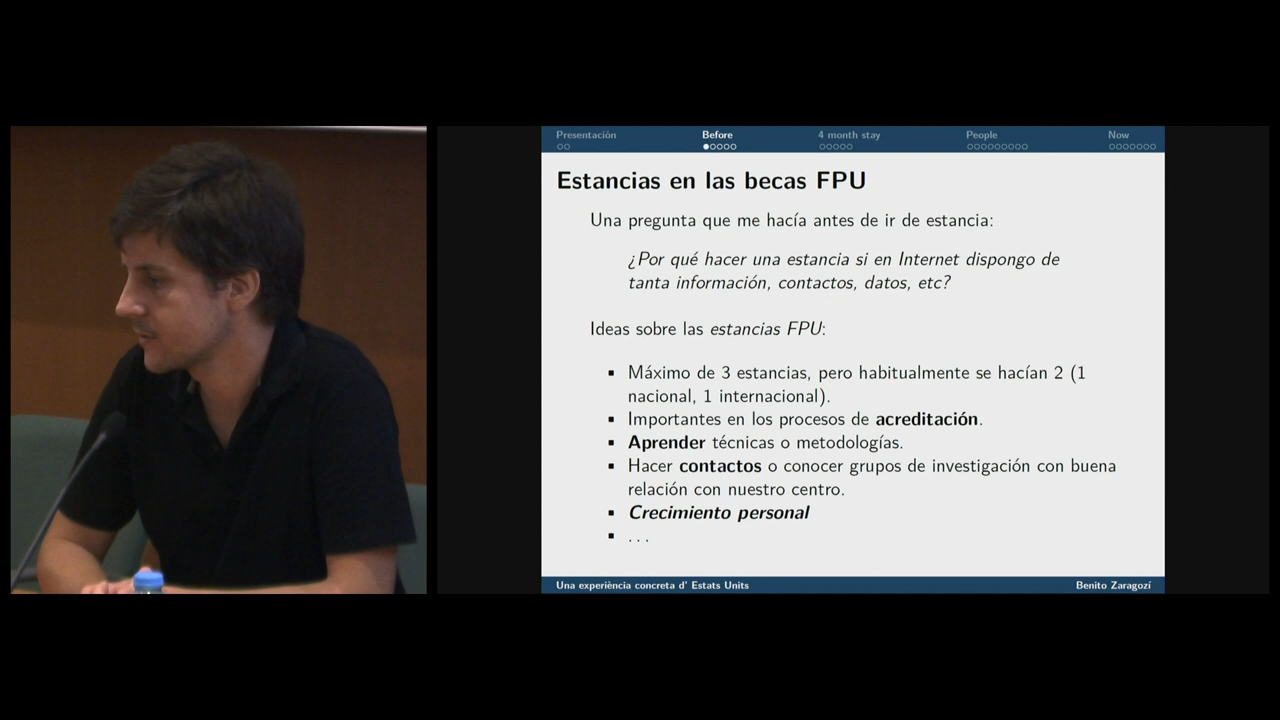 Presentación Before 4 month stay People Now
Estancias en las becas FPU
Una pregunta que me hacía antes de ir de estancia:
¿Por qué hacer una estancia si en Internet dispongo de
tanta información, contactos, datos, etc?
Ideas sobre las estancias FPU:
Máximo de 3 estancias, pero habitualmente se hacían 2 (1
nacional, 1 internacional).
Importantes en los procesos de acreditación.
Aprender técnicas o metodologías.
Hacer contactos o conocer grupos de investigación con buena
relación con nuestro centro.
Crecimiento personal
. . .
Una experiència concreta d' Estats Units Benito Zaragozí